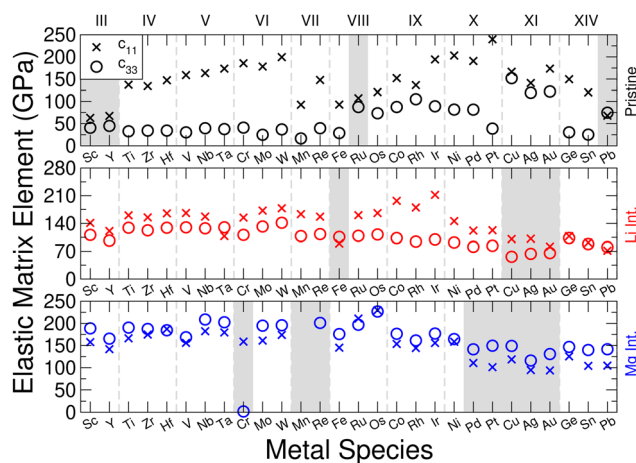 III IV V VI VII VIII IX X XI XIV
Elastic Matrix Element (GPa)
C11
C33
250
200
150
100
50
0
Pristine
Sc Y Ti Zr Hf V Nb Ta Cr Mo W Mn Re Fe Ru Os Co Rh Ir Ni Pd Pt Cu Ag Au Ge Sn Pb
280
210
140
70
0
Li Int.
Sc Y Ti Zr Hf V Nb Ta Cr Mo W Mn Re Fe Ru Os Co Rh Ir Ni Pd Pt Cu Ag Au Ge Sn Pb
250
200
150
100
50
0
Mg Int.
Sc Y Ti Zr Hf V Nb Ta Cr Mo W Mn Re Fe Ru Os Co Rh Ir Ni Pd Pt Cu Ag Au Ge Sn Pb
Metal Species